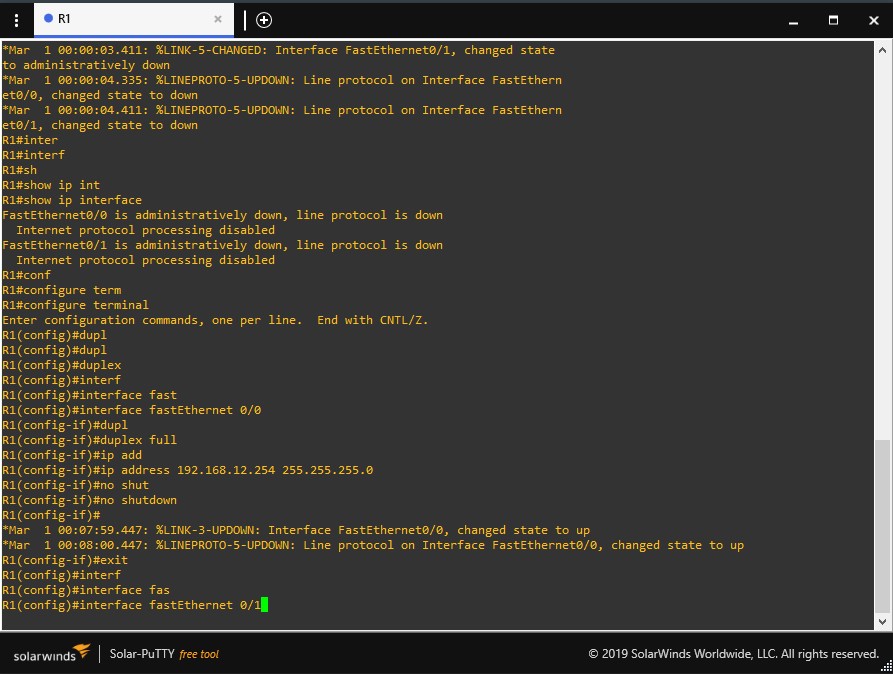 R1
*Mar  1 00:00:03.411: %LINK-5-CHANGED: Interface FastEthernet0/1, changed state
to administratively down
*Mar  1 00:00:04.335: %LINEPROTO-5-UPDOWN: Line protocol on Interface FastEthern
et0/0, changed state to down
*Mar  1 00:00:04.411: %LINEPROTO-5-UPDOWN: Line protocol on Interface FastEthern
et0/1, changed state to down
R1#inter
R1#interf
R1#sh
R1#show ip int
R1#show ip interface
FastEthernet0/0 is administratively down, line protocol is down
  Internet protocol processing disabled
FastEthernet0/1 is administratively down, line protocol is down
  Internet protocol processing disabled
R1#conf
R1#configure term
R1#configure terminal
Enter configuration commands, one per line.  End with CNTL/Z.
R1(config)#dupl
R1(config)#dupl
R1(config)#duplex
R1(config)#interf
R1(config)#interface fast
R1(config)#interface fastEthernet 0/0
R1(config-if)#dupl
R1(config-if)#duplex full
R1(config-if)#ip add
R1(config-if)#ip address 192.168.12.254 255.255.255.0
R1(config-if)#no shut
R1(config-if)#no shutdown
R1(config-if)#
*Mar  1 00:07:59.447: %LINK-3-UPDOWN: Interface FastEthernet0/0, changed state to up
*Mar  1 00:08:00.447: %LINEPROTO-5-UPDOWN: Line protocol on Interface FastEthernet0/0, changed state to up
R1(config-if)#exit
R1(config)#interf
R1(config)#interface fas
R1(config)#interface fastEthernet 0/1
solarwinds Solar-PuTTY free tool © 2019 SolarWinds Worldwide, LLC. All rights reserved.